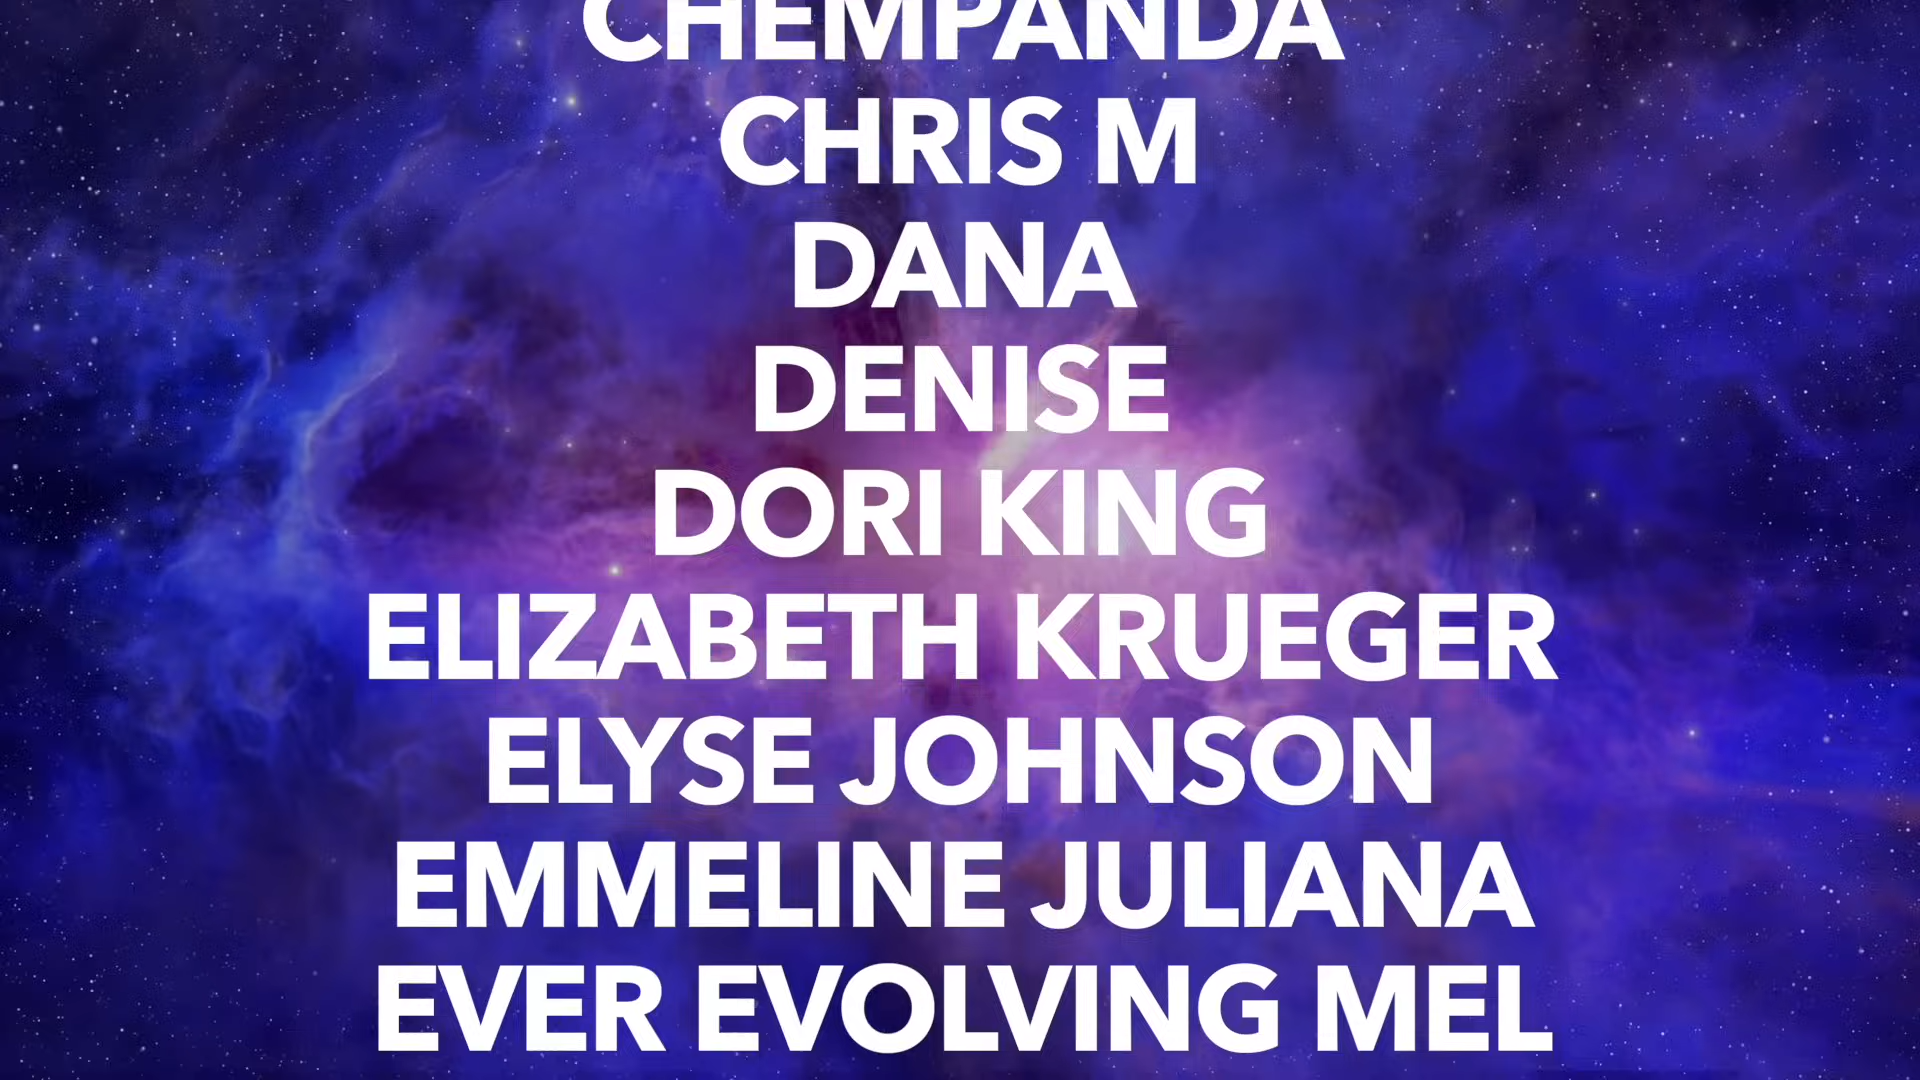 CHEMPANDA
CHRIS M
DANA
DENISE
DORI KING
ELIZABETH KRUEGER
ELYSE JOHNSON
EMMELINE JULIANA
EVER EVOLVING MEL